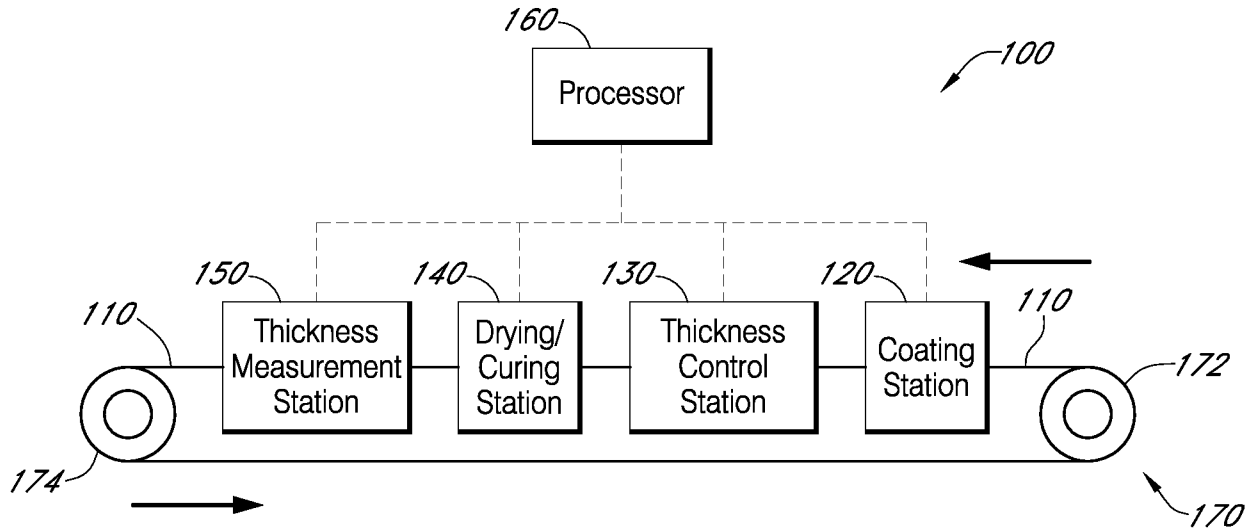 160
Processor
100
150
140
130
120
110
Thickness
Measurement
Station
Drying/
Curing
Station
Thickness
Control
Station
Coating
Station
110
172
174
170